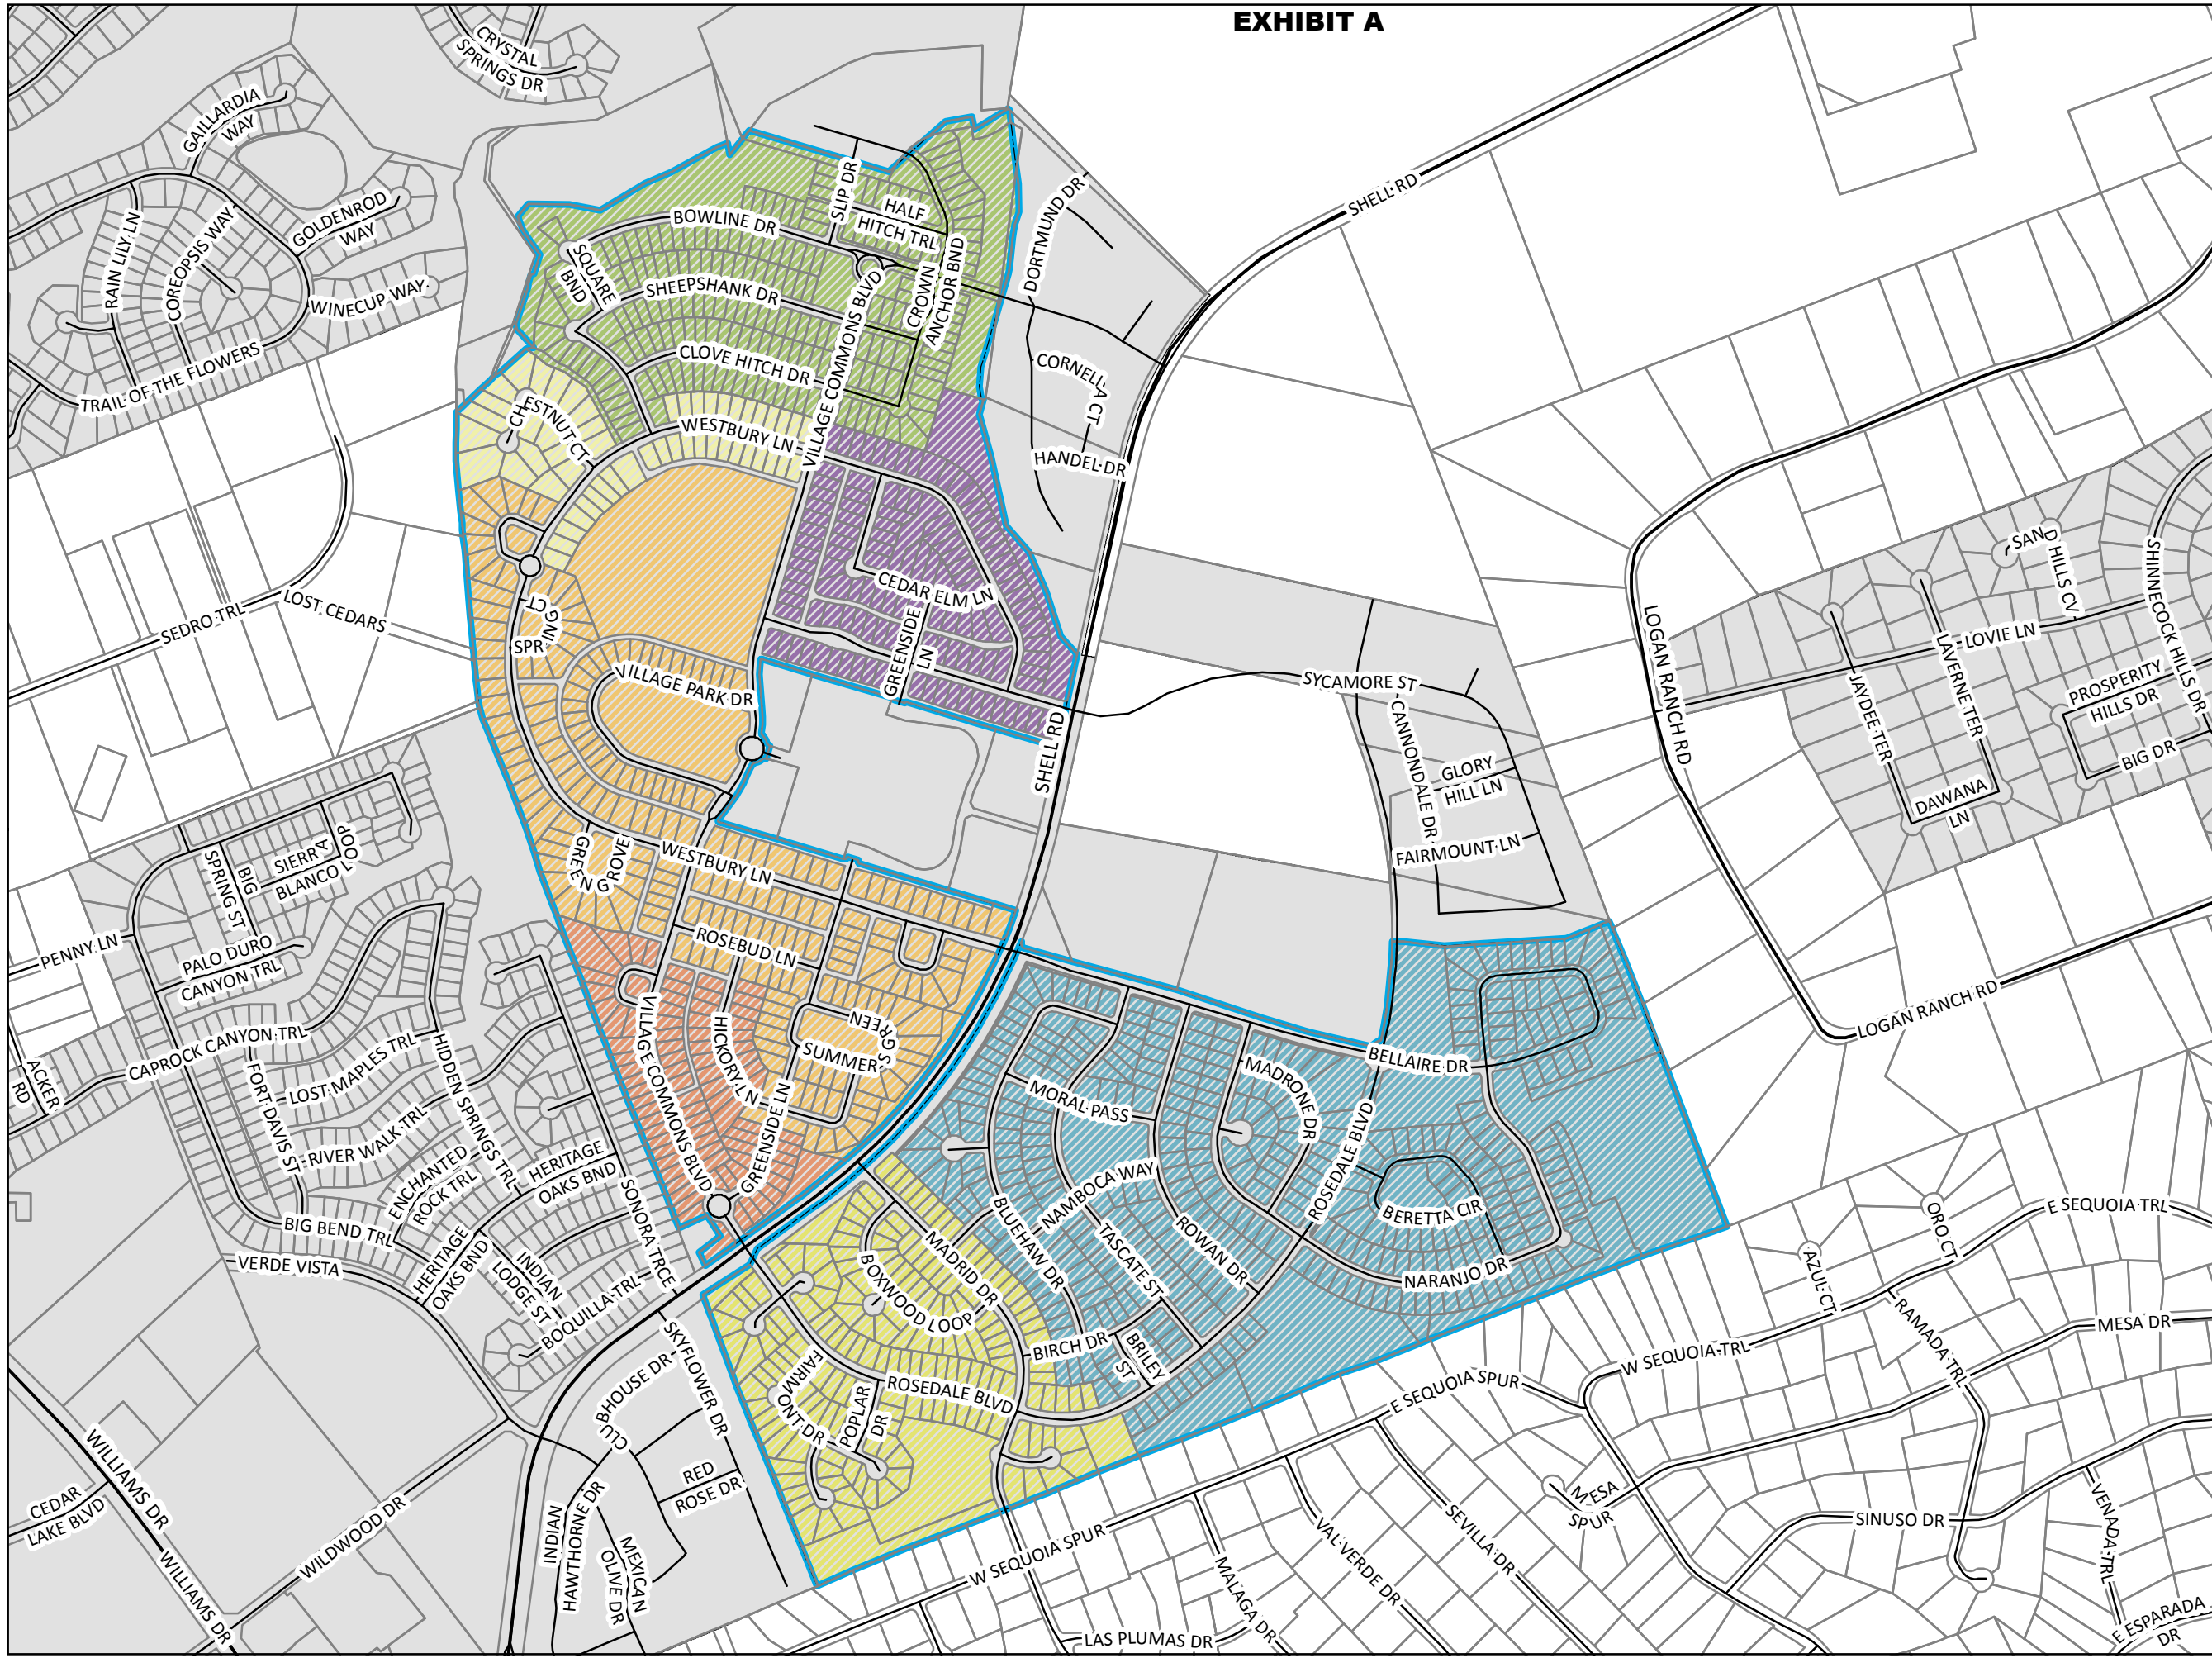 EXHIBIT A
CRYSTAL
SPRINGS DR
GAILLARDIA
WAY
GOLDENROD
WAY
RAIN LILY LN
COREOPSIS WAY
WINECUP WAY
TRAIL OF THE FLOWERS
SLIP DR
HALF
HITCH TRL
BOWLINE DR
SQUARE
BND
SHEEPSHANK DR
CROWN
ANCHOR BND
DORTMUND DR
SHELL RD
CLOVE HITCH DR
VILLAGE COMMONS BLVD
CORNELIA CT
HANDEL DR
CHESTNUT CT
WESTBURY LN
CEDAR ELM LN
GREENSIDE
LN
SEDRO TRL
LOST CEDARS
SPRING CT
VILLAGE PARK DR
SHELL RD
SYCAMORE ST
CANNONDALE DR
GLORY
HILL LN
FAIRMOUNT LN
LOGAN RANCH RD
SAND HILLS CV
SHINNECOCK HILLS DR
LOVIE LN
LAVERNE TER
JAYDEE TER
PROSPERITY
HILLS DR
BIG DR
DAWANA
LN
LOGAN RANCH RD
BIG
SPRING ST
SIERRA
BLANCO LOOP
PENNY LN
PALO DURO
CANYON TRL
GREEN GROVE
WESTBURY LN
ROSEBUD LN
VILLAGE COMMONS BLVD
HICKORY LN
SUMMER GREEN
GREENSIDE LN
CAPROCK CANYON TRL
ACKER
RD
FORT DAVIS ST
LOST MAPLES TRL
HIDDEN SPRINGS TRL
RIVER WALK TRL
ENCHANTED
ROCK TRL
HERITAGE
OAKS BND
SONORA TRCE
BIG BEND TRL
VERDE VISTA
HERITAGE
OAKS BND
INDIAN
LODGE ST
BOQUILLA TRL
BELLAIRE DR
MADRONE DR
MORAL PASS
ROSEDALE BLVD
NAMBOCA WAY
BERETTA CIR
BLUEHAW DR
TASCATE ST
ROWAN DR
NARANJO DR
MADRID DR
BOXWOOD LOOP
BIRCH DR
BRILEY
ST
FAIRMONT DR
ROSEDALE BLVD
POPLAR
DR
SKYFLOWER DR
CLUBHOUSE DR
RED
ROSE DR
INDIAN
HAWTHORNE DR
MEXICAN
OLIVE DR
WILLIAMS DR
WILLIAMS DR
CEDAR
LAKE BLVD
WILDWOOD DR
E SEQUOIA TRL
ORO CT
AZUL CT
RAMADA TRL
MESA DR
W SEQUOIA TRL
E SEQUOIA SPUR
W SEQUOIA SPUR
MESA
SPUR
SINUSO DR
VENADA TRL
E ESPARADA
DR
SEVILLA DR
VAL VERDE DR
MALAGA DR
LAS PLUMAS DR